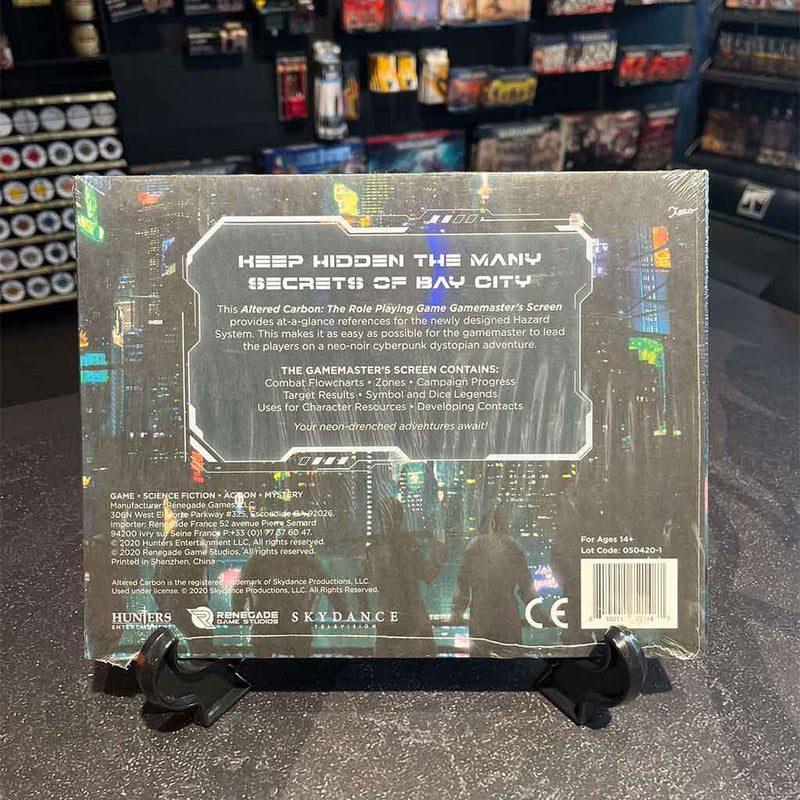 KEEP HIDDEN THE MANY
SECRETS OF BAY CITY
This Altered Carbon: The Role Playing Game Gamemaster's Screen
provides at-a-glance references for the newly designed Hazard
System. This makes it as easy as possible for the gamemaster to lead
the players on a neo-noir cyberpunk dystopian adventure.
THE GAMEMASTER'S SCREEN CONTAINS:
Combat Flowcharts • Zones • Campaign Progress
Target Results • Symbol and Dice Legends
Uses for Character Resources • Developing Contacts
Your neon-drenched adventures await!
GAME • SCIENCE FICTION • ACTION • MYSTERY
Manufacturer: Renegade Games, LLC
306N West El Norte Parkway #325, Escondido CA 92026.
Importer: Renegade France 52 avenue Pierre Semard
94200 Ivry sur Seine France P.+33 (0)1 77 37 60 47.
© 2020 Hunters Entertainment LLC, All rights reserved.
© 2020 Renegade Game Studios, All rights reserved.
Printed in Shenzhen, China
Altered Carbon is the registered trademark of Skydance Productions, LLC.
Used under license. © 2020 Skydance Productions, LLC. All Rights Reserved.
For Ages 14+
Lot Code: 050420-1
HUNTERS
ENTERTAINMENT
RENEGADE
GAME STUDIOS
SKYDANCE
TELEVISION
CE